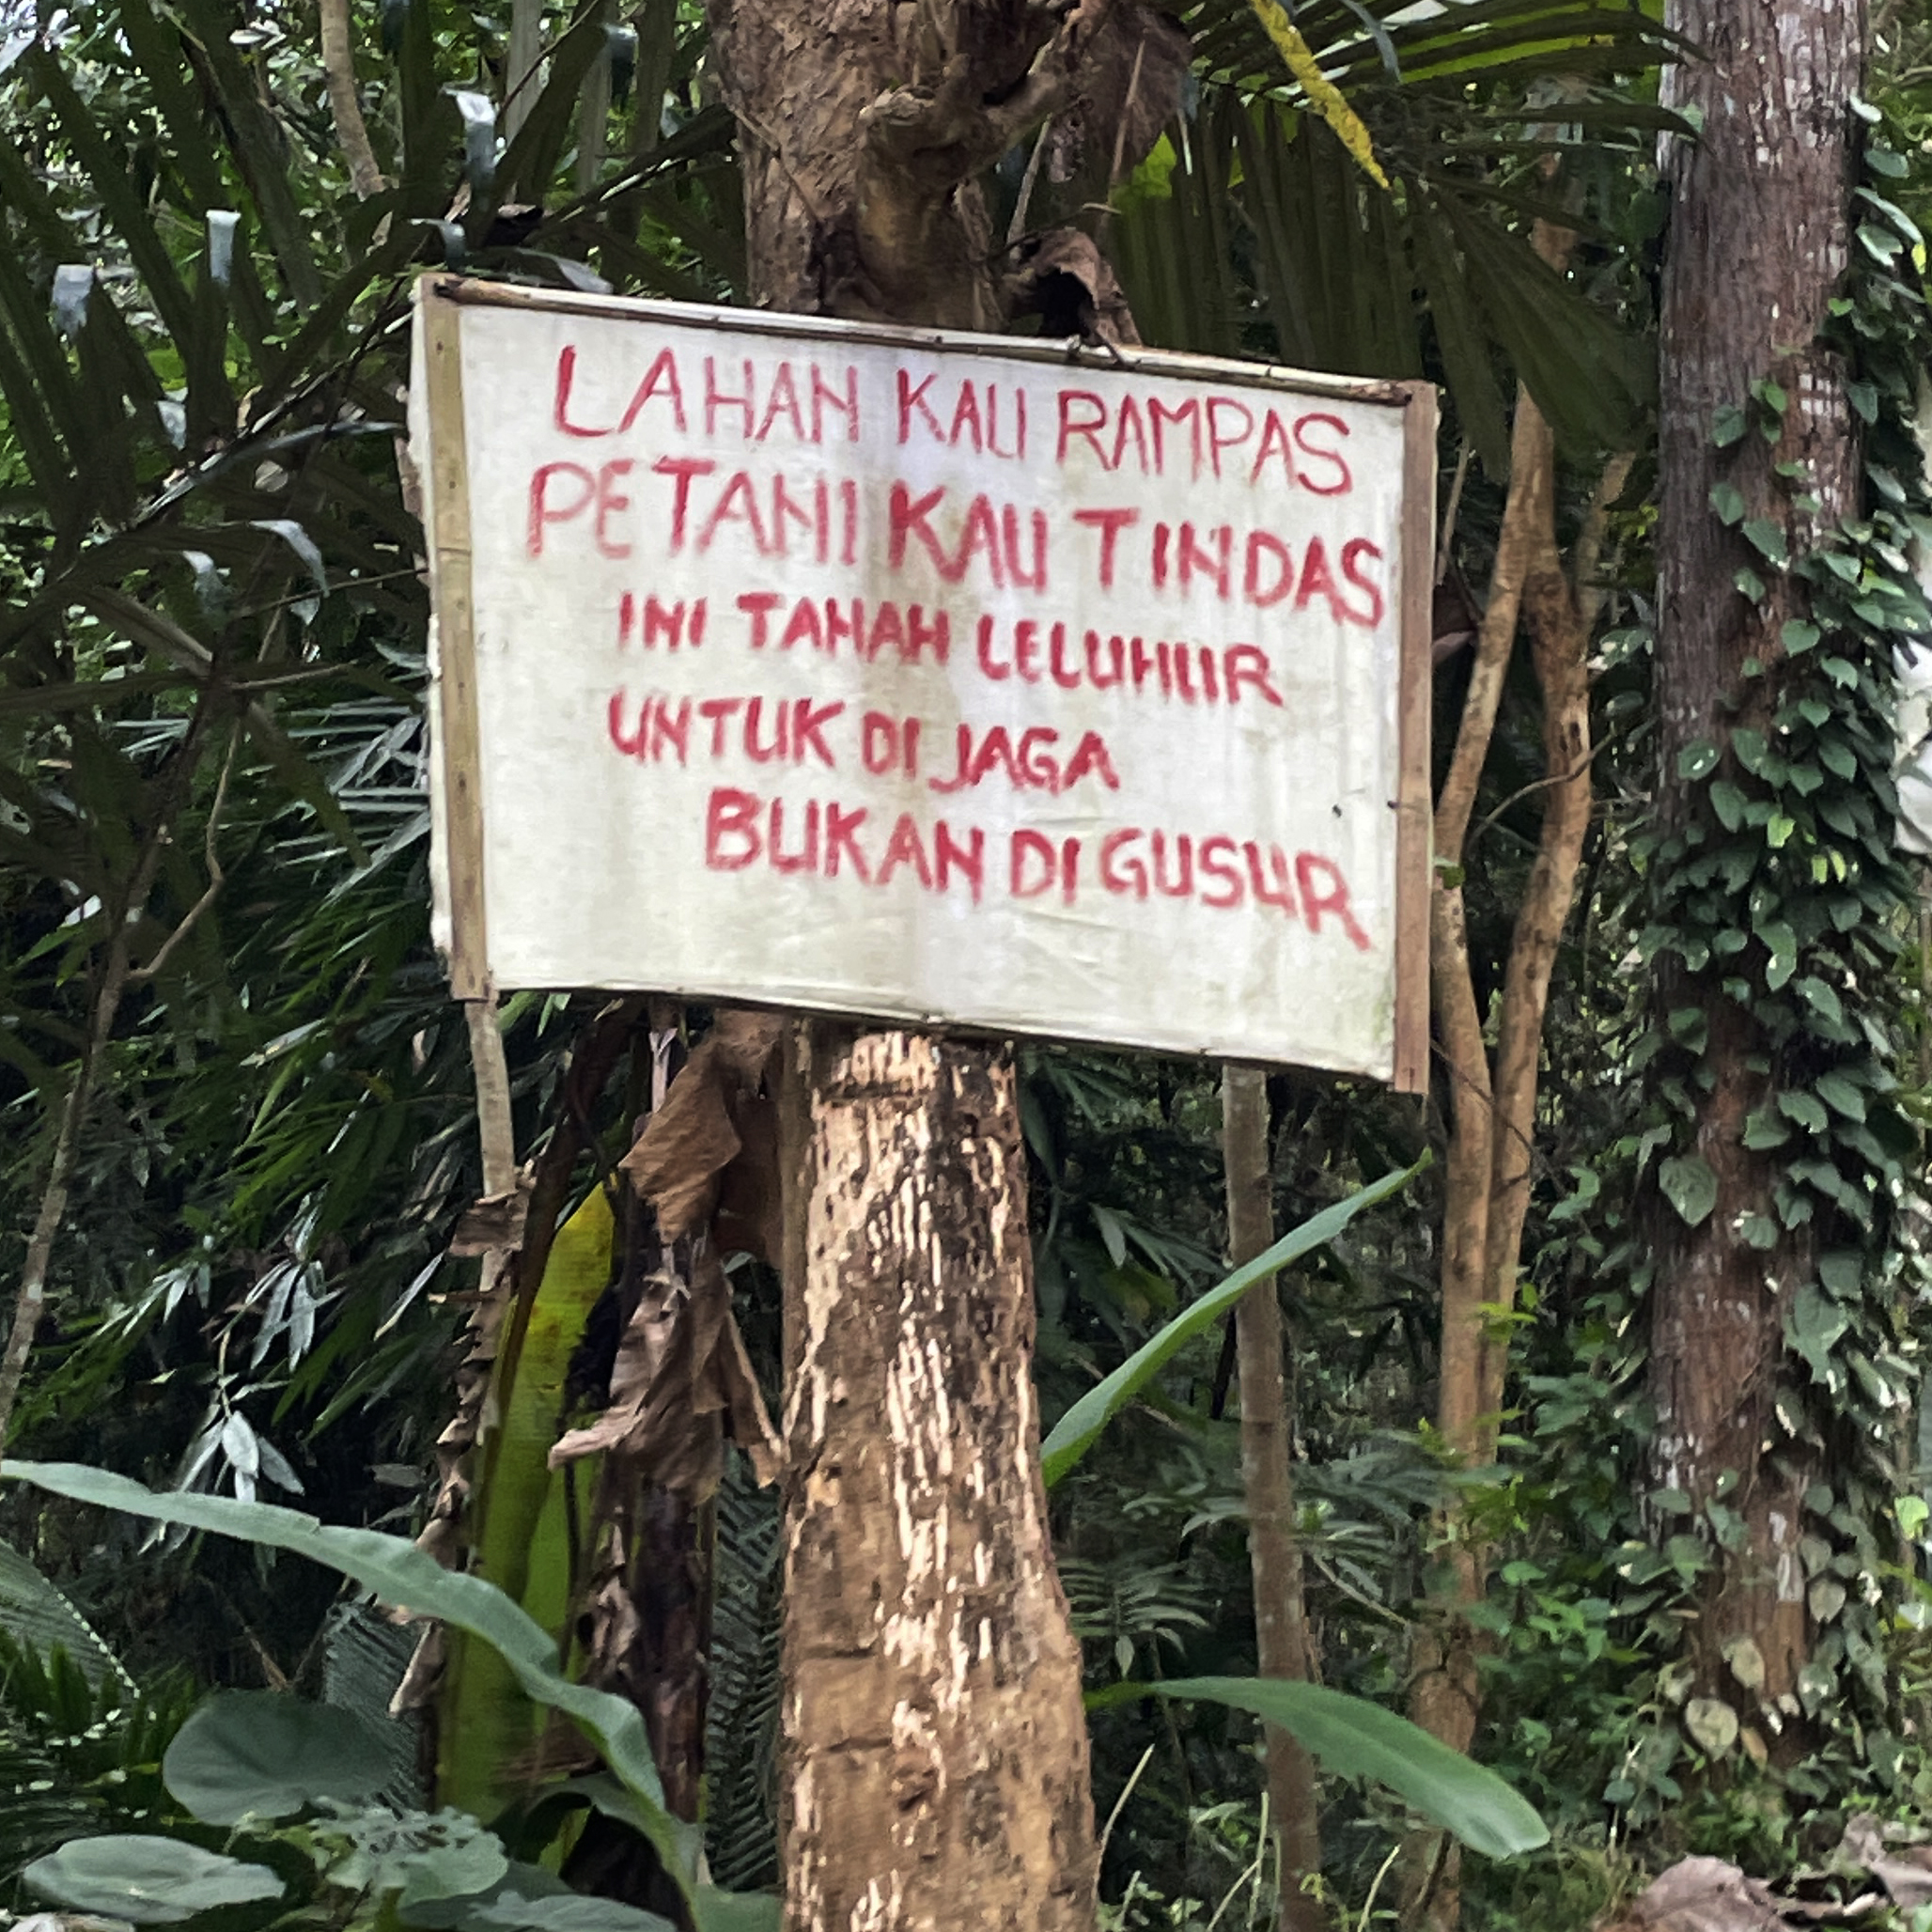 LAHAN KAU RAMPAS
PETANI KAU TINDAS
INI TANAH LELUHUR
UNTUK DI JAGA
BUKAN DI GUSUR